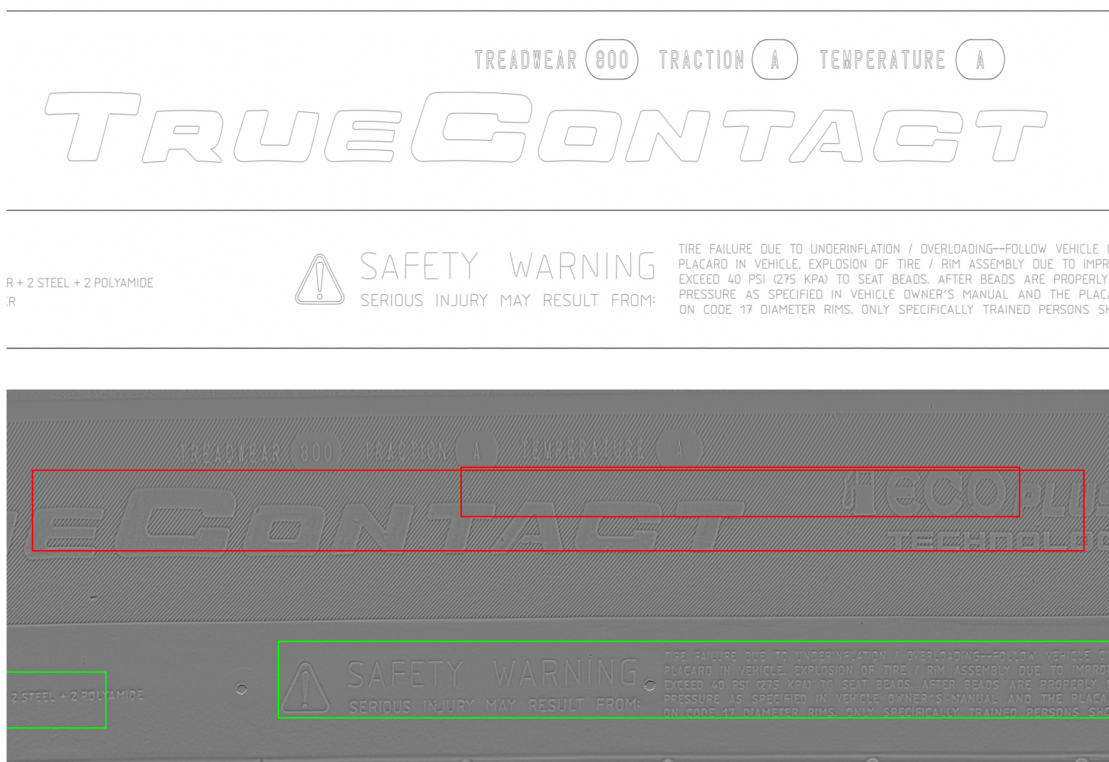 TREADWEAR 800 TRACTION A TEMPERATURE A
TRUECONTACT
R + 2 STEEL + 2 POLYAMIDE
ER
SAFETY WARNING
SERIOUS INJURY MAY RESULT FROM:
TIRE FAILURE DUE TO UNDERINFLATION / OVERLOADING--FOLLOW VEHICLE
PLACARD IN VEHICLE. EXPLOSION OF TIRE / RIM ASSEMBLY DUE TO IMPR
EXCEED 40 PSI (275 KPA) TO SEAT BEADS. AFTER BEADS ARE PROPERLY
PRESSURE AS SPECIFIED IN VEHICLE OWNER'S MANUAL AND THE PLACA
ON CODE 17 DIAMETER RIMS. ONLY SPECIFICALLY TRAINED PERSONS SH
TREADWEAR 800 TRACTION A TEMPERATURE A
UECONTACT
ECOPLUS
TECHNOLOG
2 STEEL + 2 POLYAMIDE
SAFETY WARNING
SERIOUS INJURY MAY RESULT FROM:
TIRE FAILURE DUE TO UNDERINFLATION / OVERLOADING--FOLLOW VEHICLE
PLACARD IN VEHICLE. EXPLOSION OF TIRE / RIM ASSEMBLY DUE TO IMPR
EXCEED 40 PSI (275 KPA) TO SEAT BEADS. AFTER BEADS ARE PROPERLY
PRESSURE AS SPECIFIED IN VEHICLE OWNER'S MANUAL AND THE PLACA
ON CODE 17 DIAMETER RIMS. ONLY SPECIFICALLY TRAINED PERSONS SH